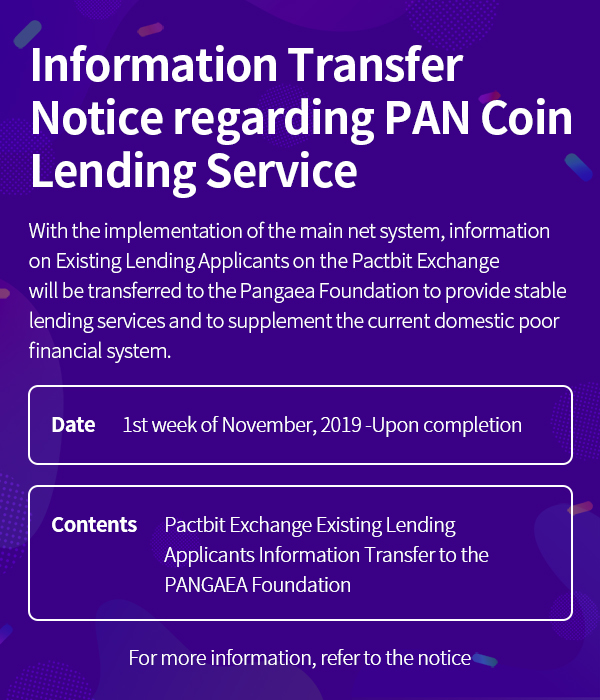 Information Transfer
Notice regarding PAN Coin
Lending Service
With the implementation of the main net system, information
on Existing Lending Applicants on the Pactbit Exchange
will be transferred to the Pangaea Foundation to provide stable
lending services and to supplement the current domestic poor
financial system.
Date 1st week of November, 2019 -Upon completion
Contents Pactbit Exchange Existing Lending
Applicants Information Transfer to the
PANGAEA Foundation
For more information, refer to the notice